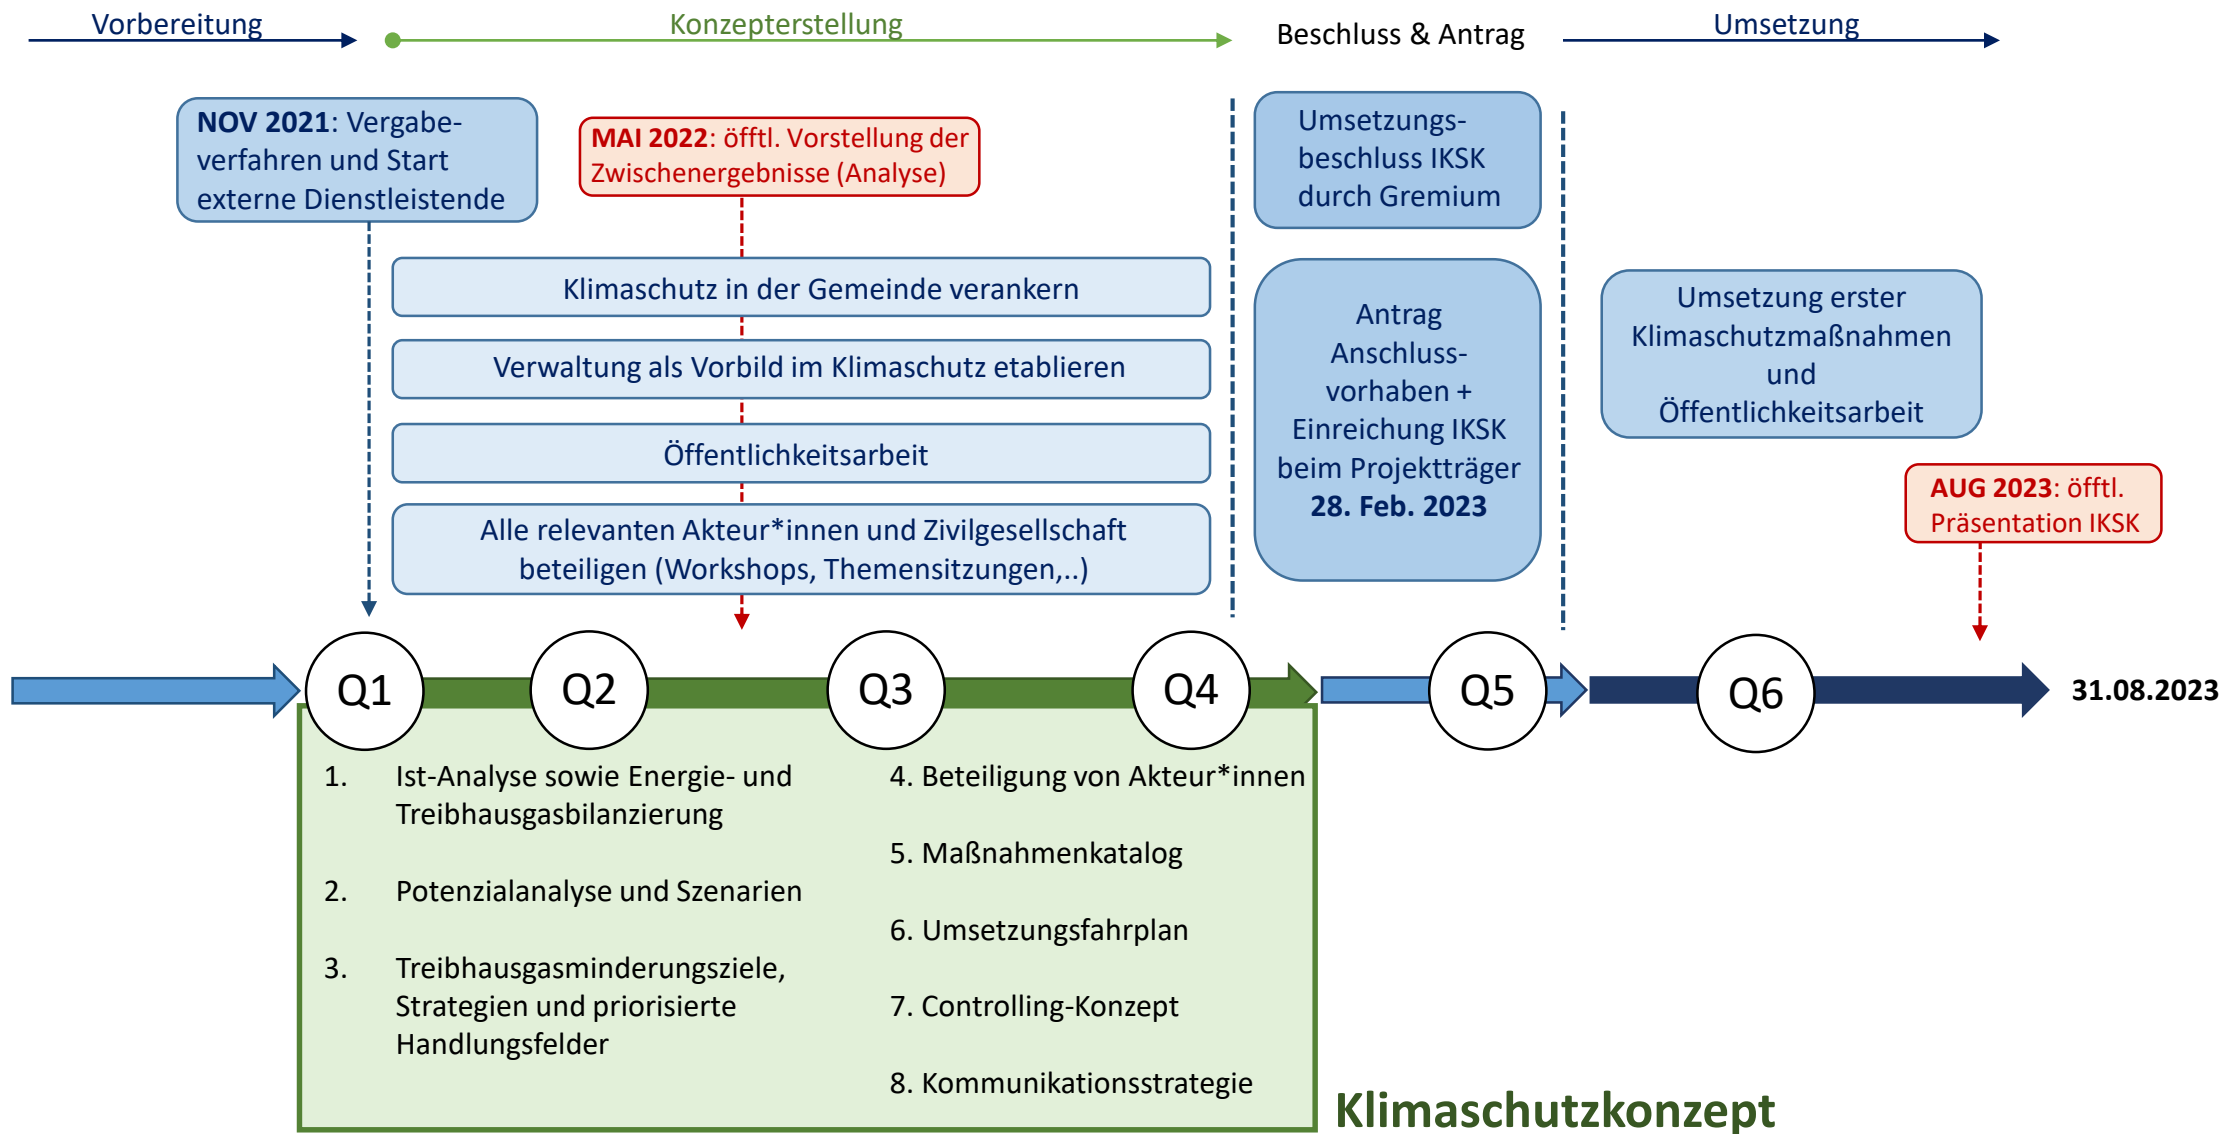 Vorbereitung
Konzepterstellung
Beschluss & Antrag
Umsetzung
NOV 2021: Vergabe-
verfahren und Start
externe Dienstleistende
MAI 2022: öfftl. Vorstellung der
Zwischenergebnisse (Analyse)
Umsetzungs-
beschluss IKSK
durch Gremium
Klimaschutz in der Gemeinde verankern
Verwaltung als Vorbild im Klimaschutz etablieren
Öffentlichkeitsarbeit
Alle relevanten Akteur*innen und Zivilgesellschaft
beteiligen (Workshops, Themensitzungen,..)
Antrag
Anschluss-
vorhaben +
Einreichung IKSK
beim Projektträger
28. Feb. 2023
Umsetzung erster
Klimaschutzmaßnahmen
und
Öffentlichkeitsarbeit
AUG 2023: öfftl.
Präsentation IKSK
Q1
Q2
Q3
Q4
Q5
Q6
31.08.2023
1. Ist-Analyse sowie Energie- und
Treibhausgasbilanzierung
2. Potenzialanalyse und Szenarien
3. Treibhausgasminderungsziele,
Strategien und priorisierte
Handlungsfelder
4. Beteiligung von Akteur*innen
5. Maßnahmenkatalog
6. Umsetzungsfahrplan
7. Controlling-Konzept
8. Kommunikationsstrategie
Klimaschutzkonzept